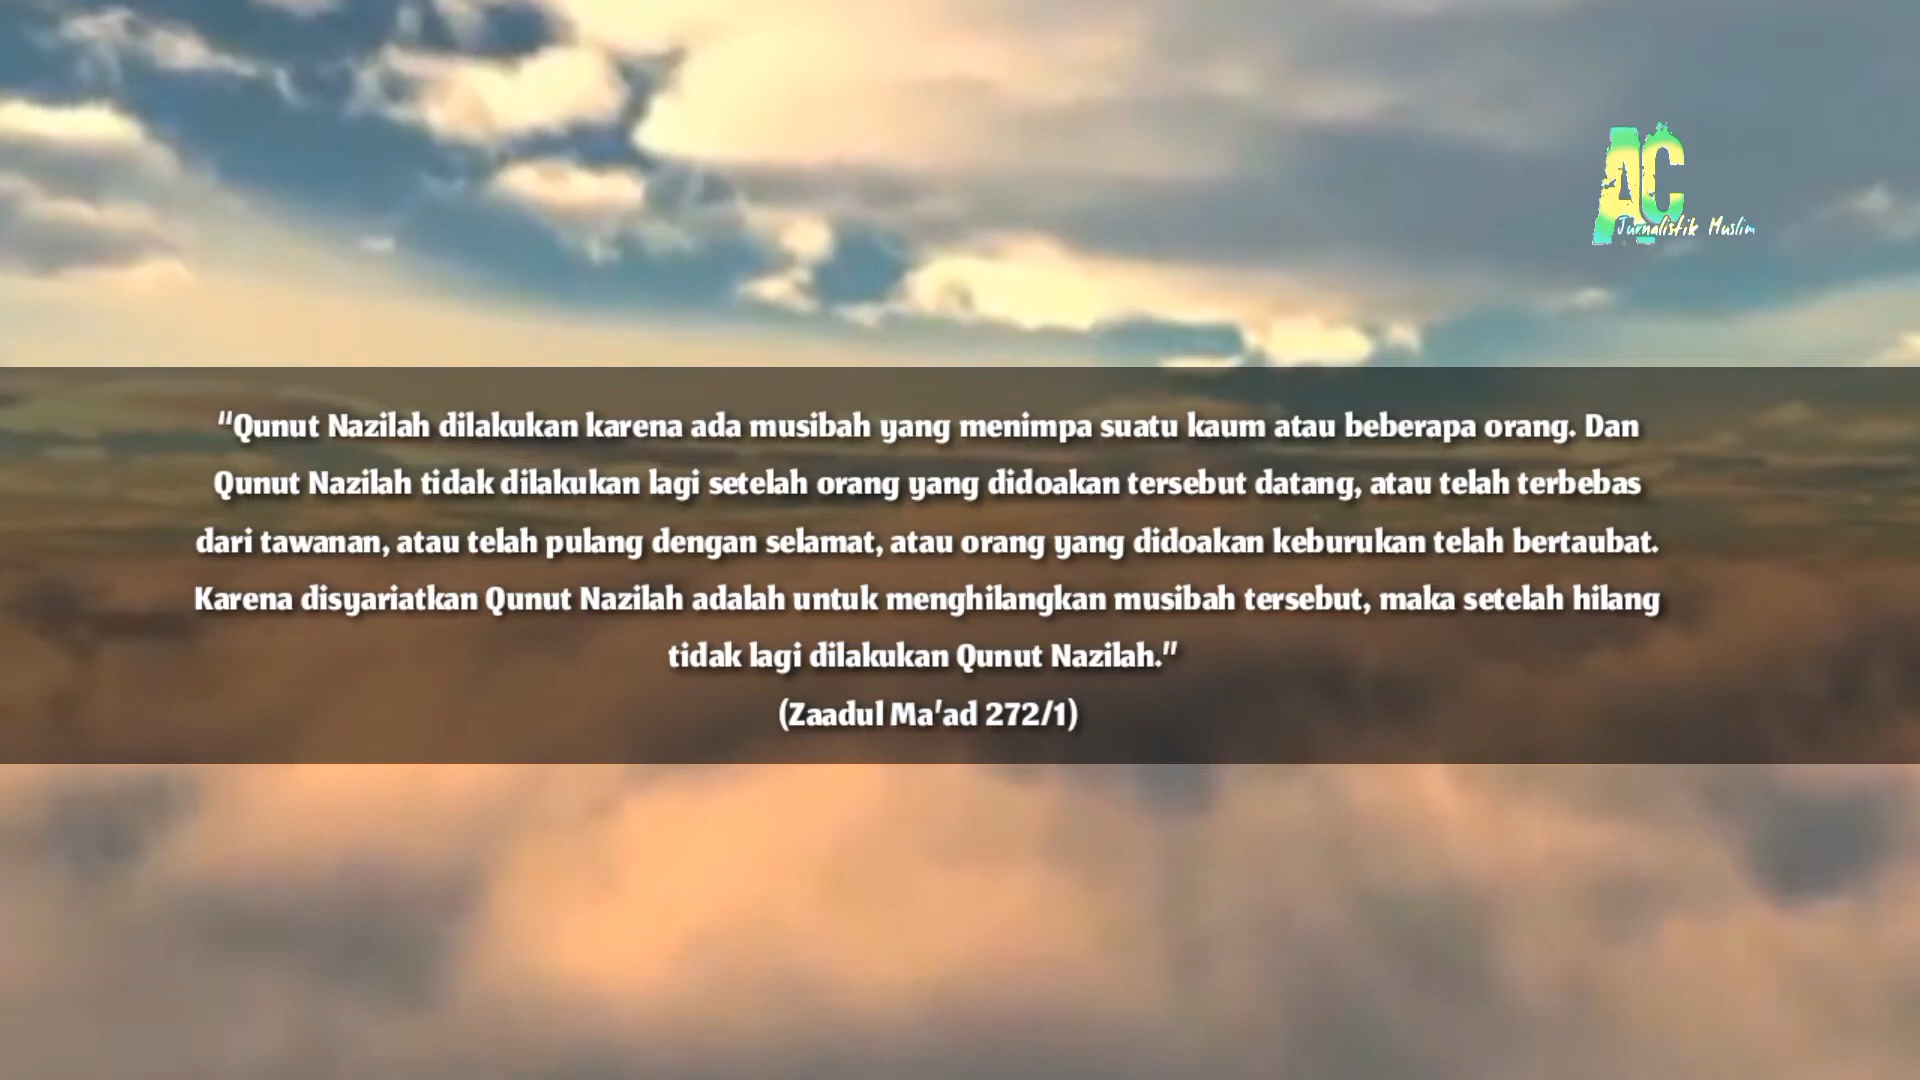 AC
Jurnalistik Muslim
"Qunut Nazilah dilakukan karena ada musibah yang menimpa suatu kaum atau beberapa orang. Dan
Qunut Nazilah tidak dilakukan lagi setelah orang yang didoakan tersebut datang, atau telah terbebas
dari tawanan, atau telah pulang dengan selamat, atau orang yang didoakan keburukan telah bertaubat.
Karena disyariatkan Qunut Nazilah adalah untuk menghilangkan musibah tersebut, maka setelah hilang
tidak lagi dilakukan Qunut Nazilah."
(Zaadul Ma'ad 272/1)